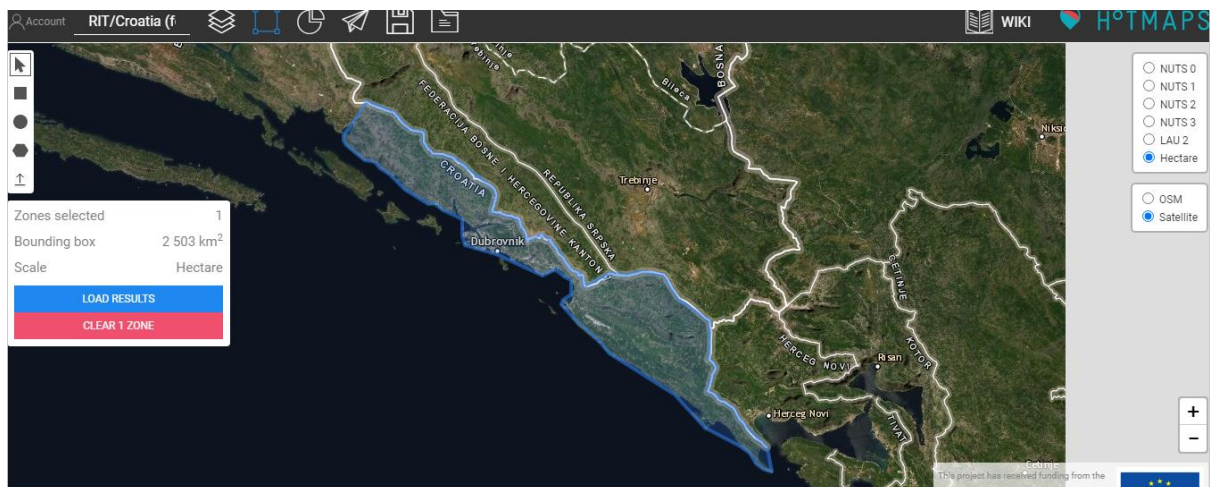 Account
RIT/Croatia (f
WIKI
H°TMAPS
NUTS 0
NUTS 1
NUTS 2
NUTS 3
LAU 2
Hectare
OSM
Satellite
Zones selected 1
Bounding box 2 503 km²
Scale Hectare
LOAD RESULTS
CLEAR 1 ZONE
BOSNA
Bileca
Niksic
FEDERACIJA BOSNE I HERCEGOVINE KANTON
CROATIA
REPUBLIKA SRPSKA
Trebinje
Dubrovnik
CETINJE
KOTOR
HERCEG NOVI
Risan
Herceg Novi
TIVAT
Cetinje
+
−
This project has received funding from the